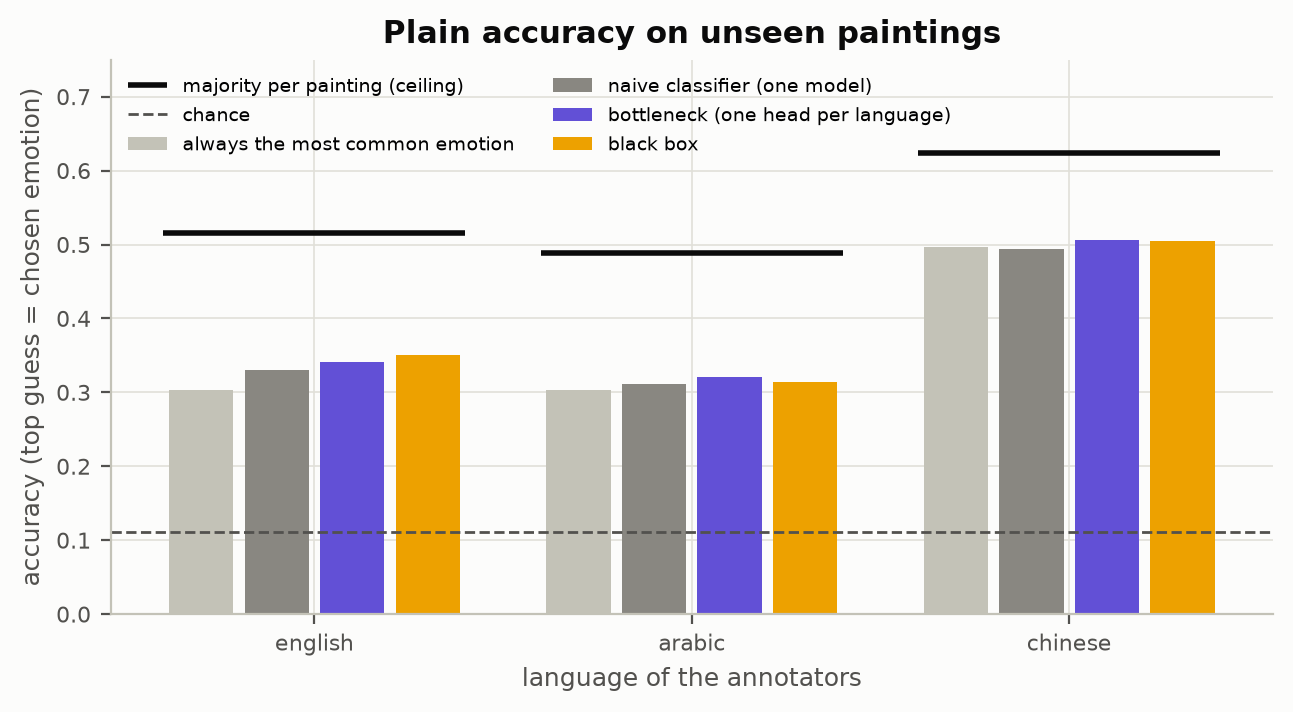 Plain accuracy on unseen paintings
majority per painting (ceiling)
chance
always the most common emotion
naive classifier (one model)
bottleneck (one head per language)
black box
accuracy (top guess = chosen emotion)
0.7
0.6
0.5
0.4
0.3
0.2
0.1
0.0
english
arabic
chinese
language of the annotators